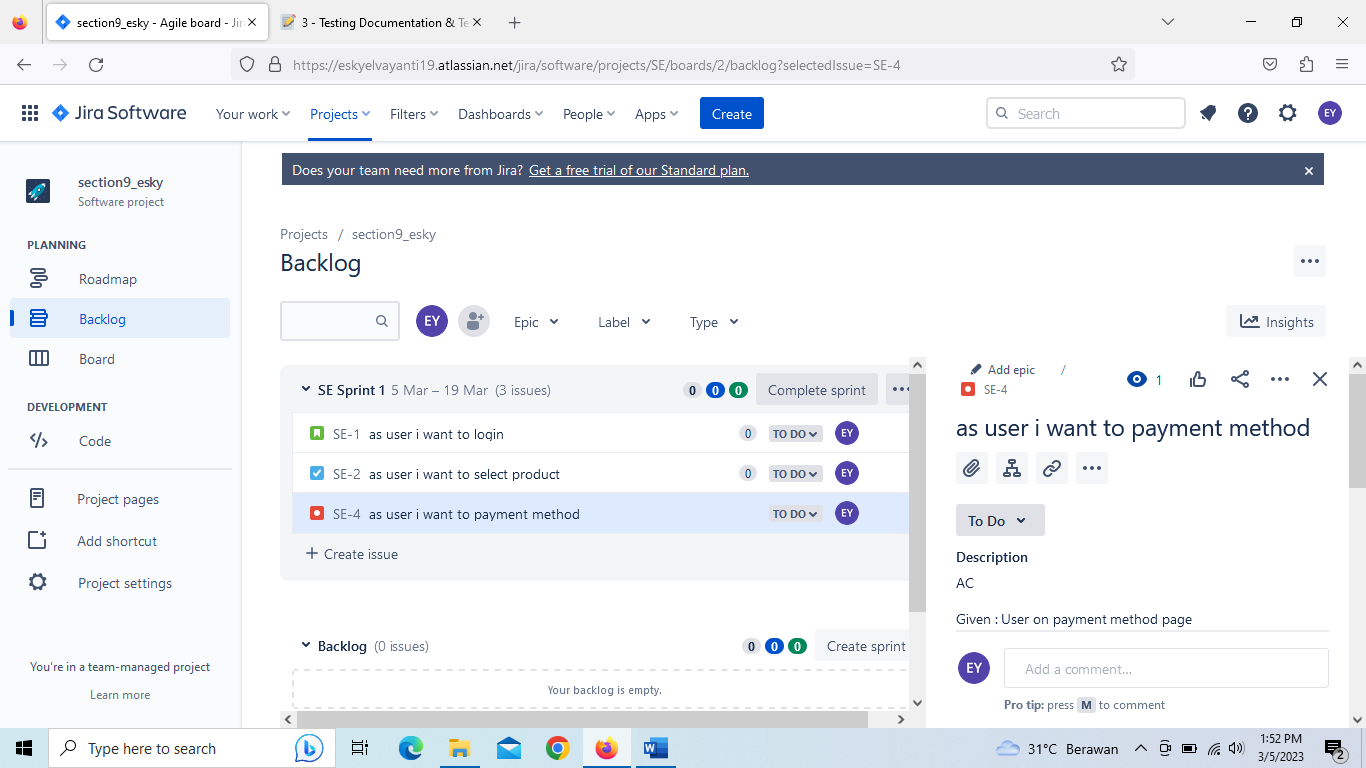 section9_esky - Agile board - Jir
3 - Testing Documentation & Te
https://eskyelvayanti19.atlassian.net/jira/software/projects/SE/boards/2/backlog?selectedIssue=SE-4
Jira Software
Your work
Projects
Filters
Dashboards
People
Apps
Create
Search
EY
section9_esky
Software project
PLANNING
Roadmap
Backlog
Board
DEVELOPMENT
Code
Project pages
Add shortcut
Project settings
You're in a team-managed project
Learn more
Does your team need more from Jira? Get a free trial of our Standard plan.
Projects / section9_esky
Backlog
EY
Epic
Label
Type
Insights
SE Sprint 1 5 Mar – 19 Mar (3 issues)
0 0 0
Complete sprint
SE-1 as user i want to login 0 TO DO EY
SE-2 as user i want to select product 0 TO DO EY
SE-4 as user i want to payment method TO DO EY
+ Create issue
Backlog (0 issues)
0 0 0
Create sprint
Your backlog is empty.
Add epic /
SE-4
1
as user i want to payment method
To Do
Description
AC
Given : User on payment method page
EY
Add a comment...
Pro tip: press M to comment
Type here to search
31°C Berawan
1:52 PM
3/5/2023
2